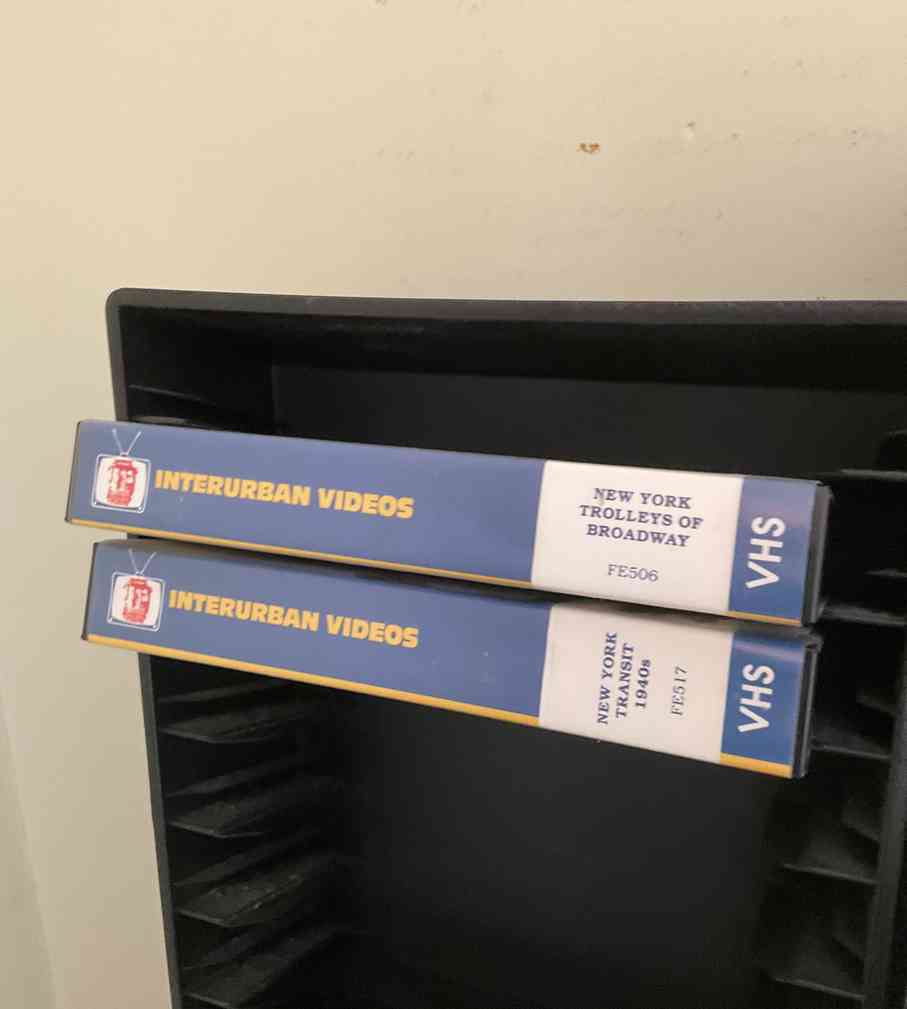 INTERURBAN VIDEOS
NEW YORK
TROLLEYS OF
BROADWAY
FE506
VHS
INTERURBAN VIDEOS
NEW YORK
TRANSIT
1940s
FE517
VHS